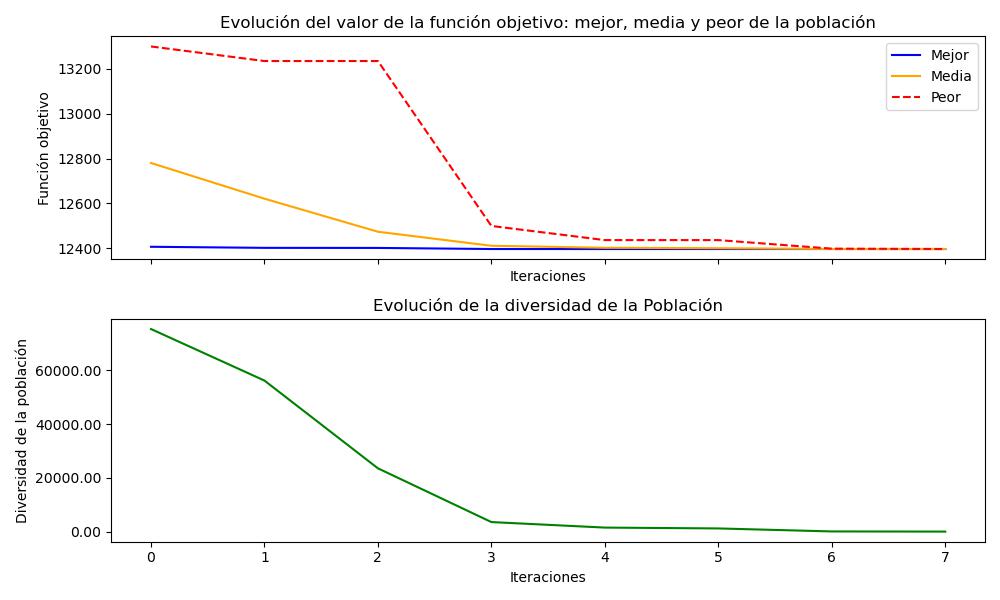 Evolución del valor de la función objetivo: mejor, media y peor de la población
Función objetivo
13200
13000
12800
12600
12400
Mejor
Media
Peor
Iteraciones
Evolución de la diversidad de la Población
Diversidad de la población
60000.00
40000.00
20000.00
0.00
0 1 2 3 4 5 6 7
Iteraciones